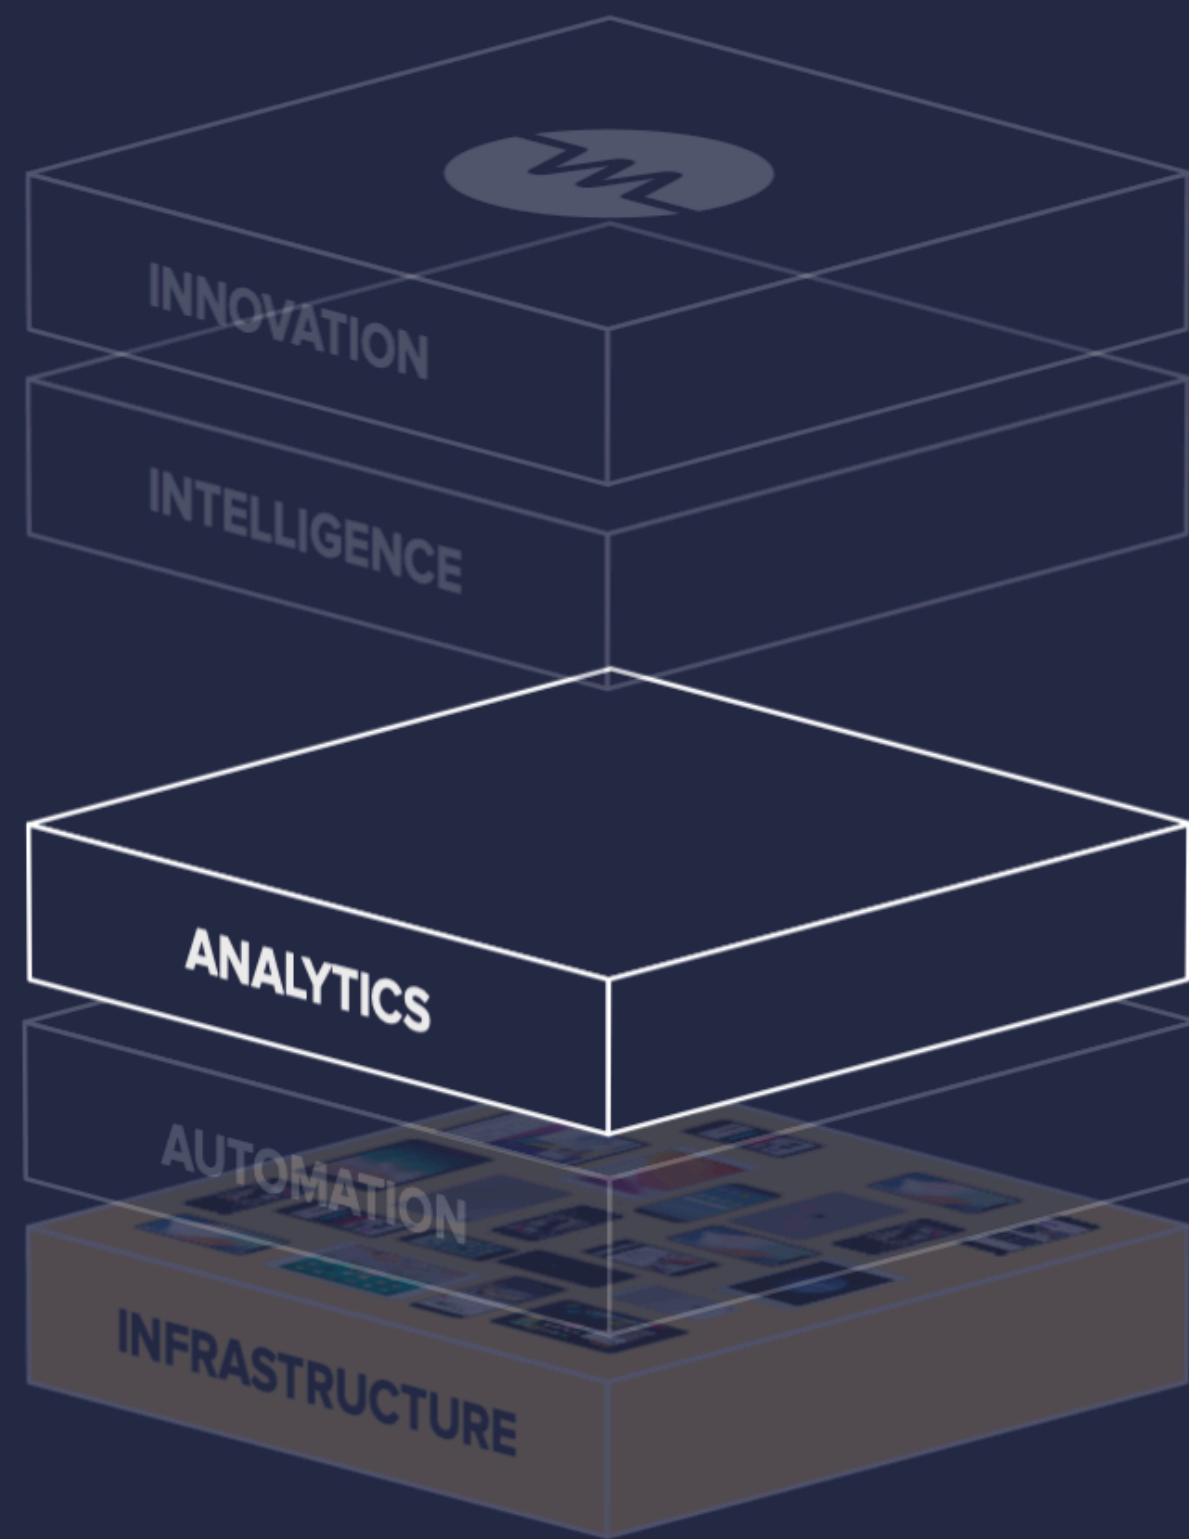 INNOVATION
INTELLIGENCE
ANALYTICS
AUTOMATION
INFRASTRUCTURE